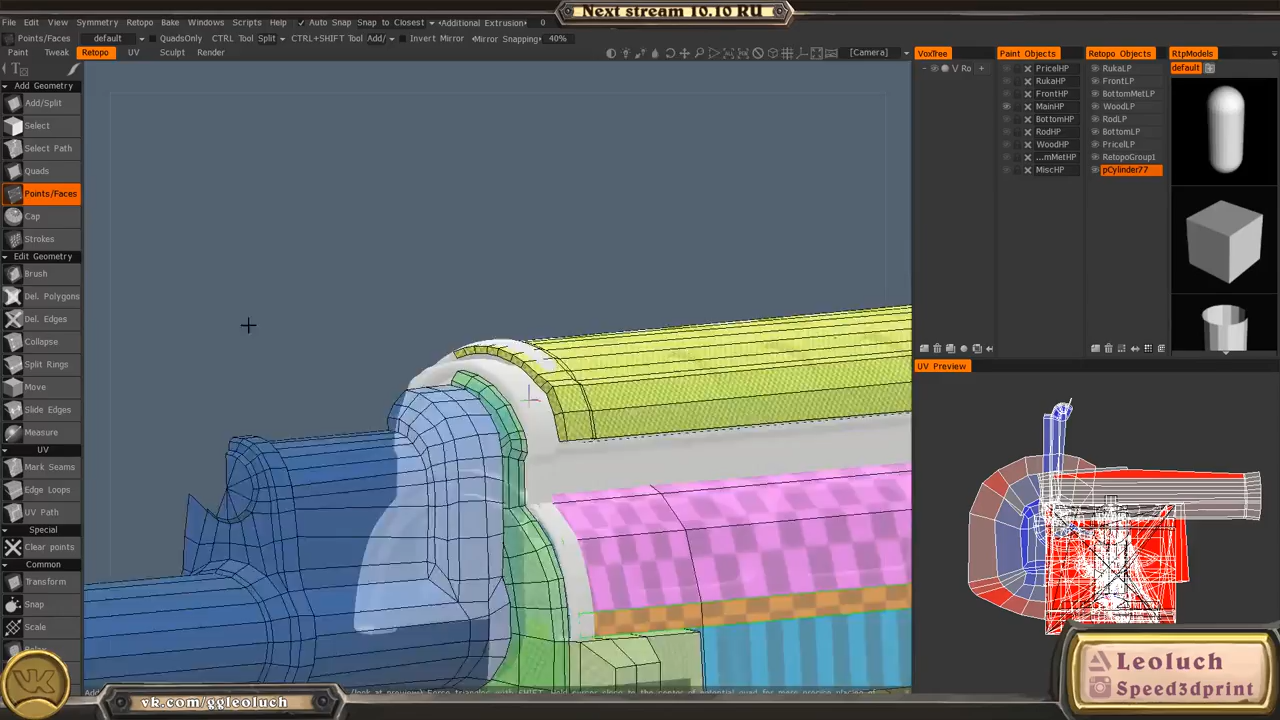 Next stream 10.10 RU
File Edit View Symmetry Retopo Bake Windows Scripts Help Auto Snap Snap to Closest Additional Extrusion 0
Points/Faces default QuadsOnly CTRL Tool Split CTRL+SHIFT Tool Add/ Invert Mirror Mirror Snapping 40%
Paint Tweak Retopo UV Sculpt Render [Camera]
VoxTree Paint Objects Retopo Objects RtpModels
V Ro +
PricelHP RukaLP default
RukaHP FrontLP
FrontHP BottomMetLP
MainHP WoodLP
BottomHP RodLP
RodHP BottomLP
WoodHP PricelLP
...mMetHP RetopoGroup1
MiscHP pCylinder77
Add Geometry
Add/Split
Select
Select Path
Quads
Points/Faces
Cap
Strokes
Edit Geometry
Brush
Del. Polygons
Del. Edges
Collapse
Split Rings
Move
Slide Edges
Measure
UV
Mark Seams
Edge Loops
UV Path
Special
Clear points
Common
Transform
Snap
Scale
UV Preview
Leoluch
Speed3dprint
vk.com/ggleoluch